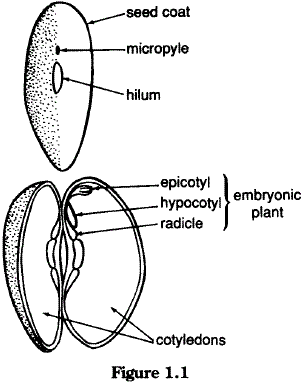 seed coat
micropyle
hilum
epicotyl
hypocotyl
radicle
embryonic
plant
cotyledons
Figure 1.1